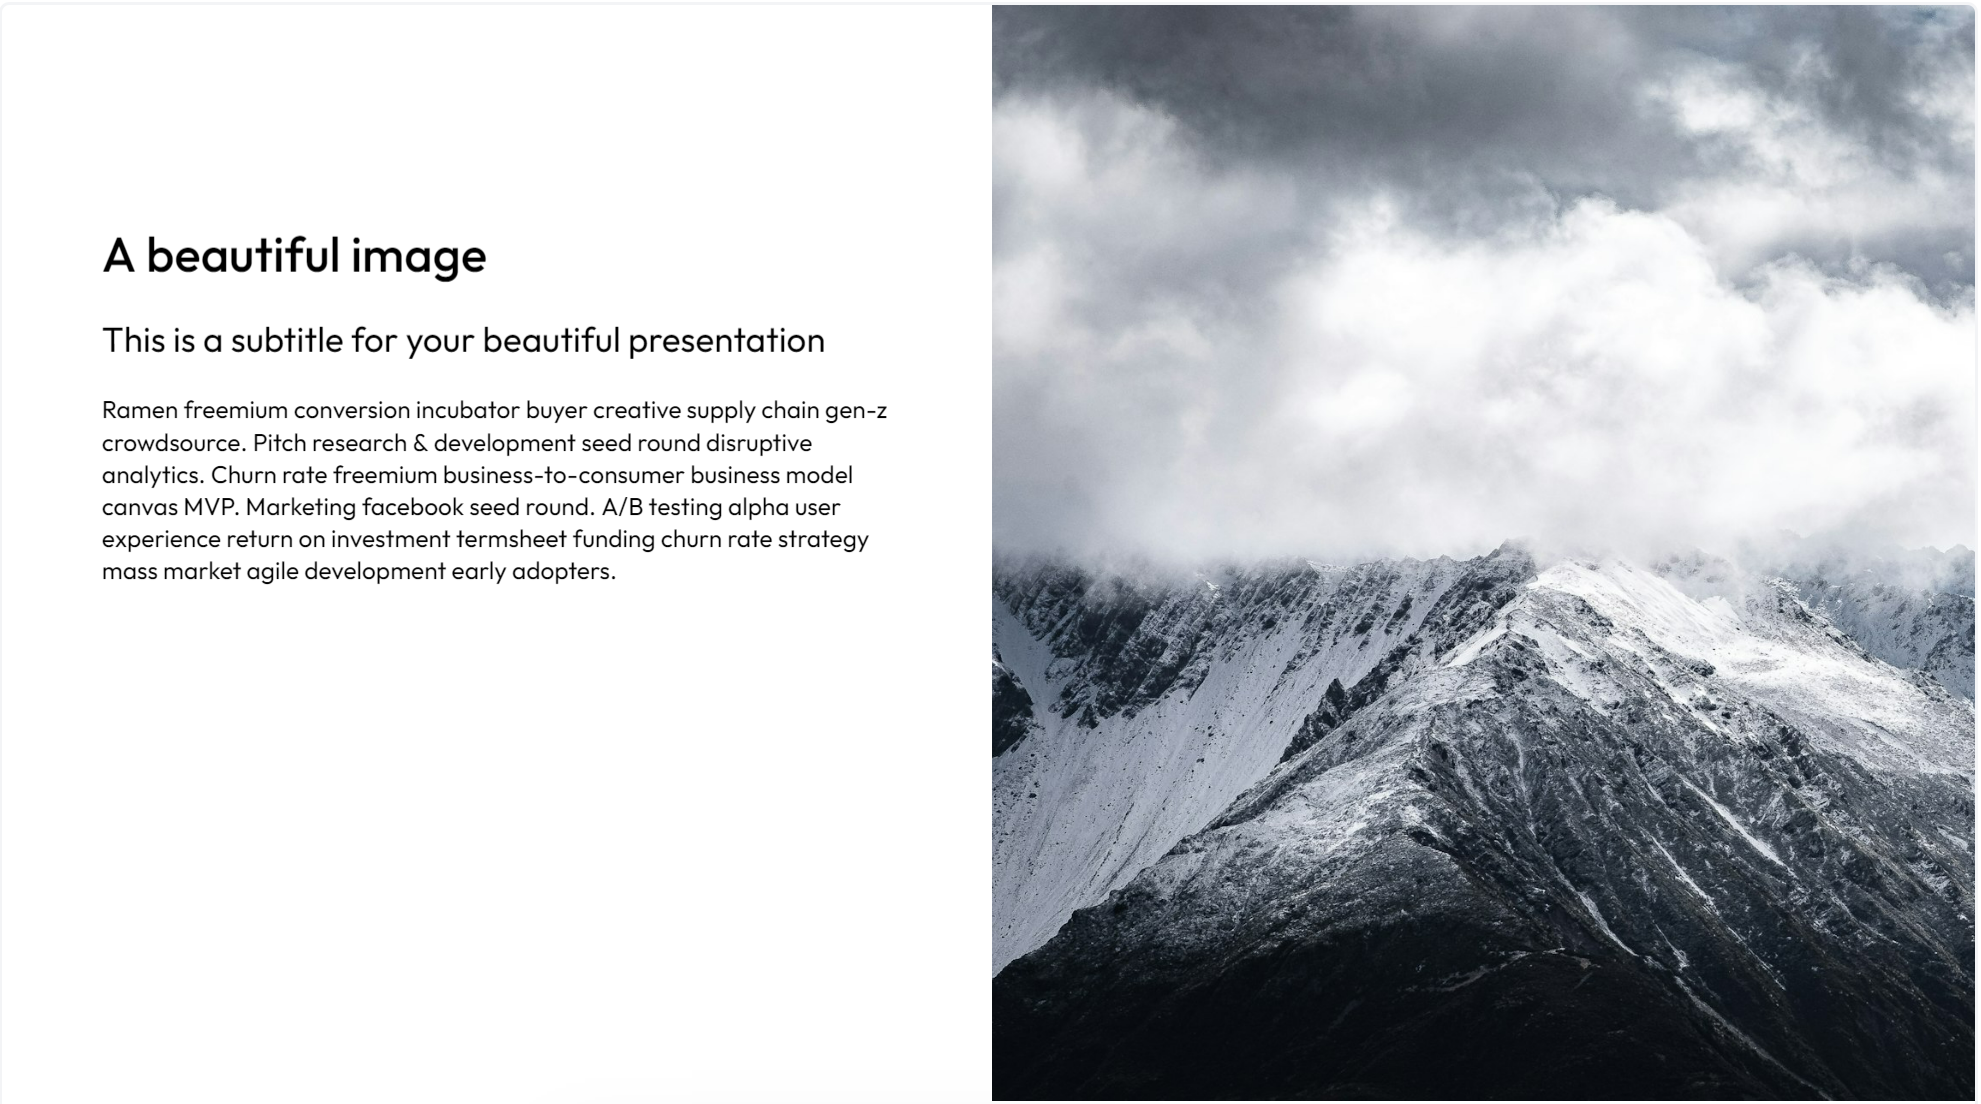 A beautiful image
This is a subtitle for your beautiful presentation
Ramen freemium conversion incubator buyer creative supply chain gen-z
crowdsource. Pitch research & development seed round disruptive
analytics. Churn rate freemium business-to-consumer business model
canvas MVP. Marketing facebook seed round. A/B testing alpha user
experience return on investment termsheet funding churn rate strategy
mass market agile development early adopters.